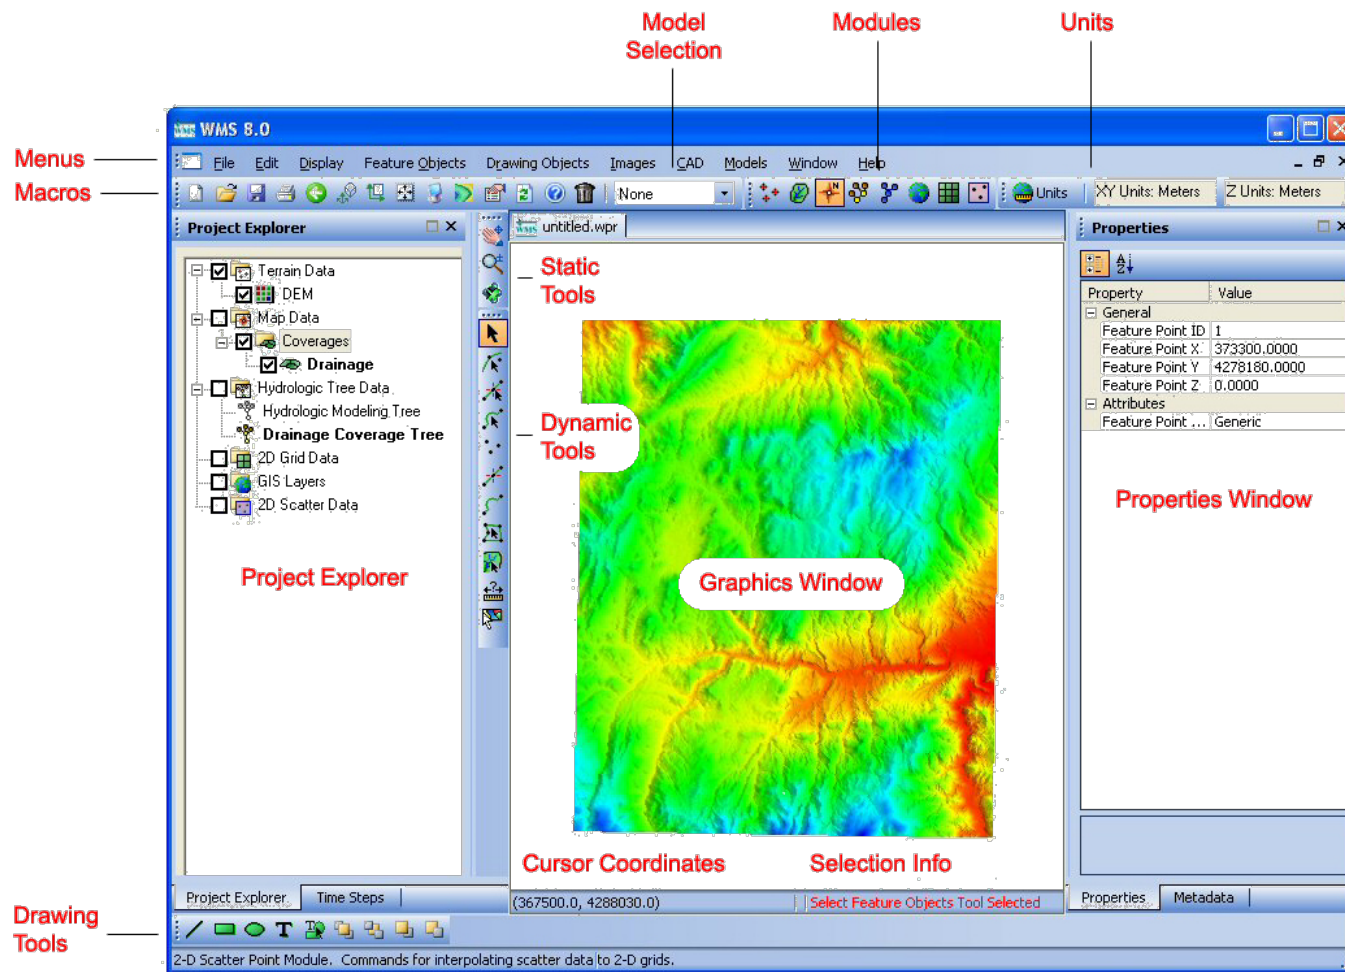 Model
Selection
Modules
Units
WMS 8.0
Menus
File Edit Display Feature Objects Drawing Objects Images CAD Models Window Help
Macros
None
Units
XY Units: Meters
Z Units: Meters
Project Explorer
untitled.wpr
Properties
Terrain Data
DEM
Map Data
Coverages
Drainage
Hydrologic Tree Data
Hydrologic Modeling Tree
Drainage Coverage Tree
2D Grid Data
GIS Layers
2D Scatter Data
Project Explorer
Static
Tools
Dynamic
Tools
Graphics Window
Property Value
General
Feature Point ID 1
Feature Point X 373300.0000
Feature Point Y 4278180.0000
Feature Point Z 0.0000
Attributes
Feature Point ... Generic
Properties Window
Cursor Coordinates
Selection Info
Project Explorer
Time Steps
(367500.0, 4288030.0)
Select Feature Objects Tool Selected
Properties
Metadata
Drawing
Tools
T
2-D Scatter Point Module. Commands for interpolating scatter data to 2-D grids.